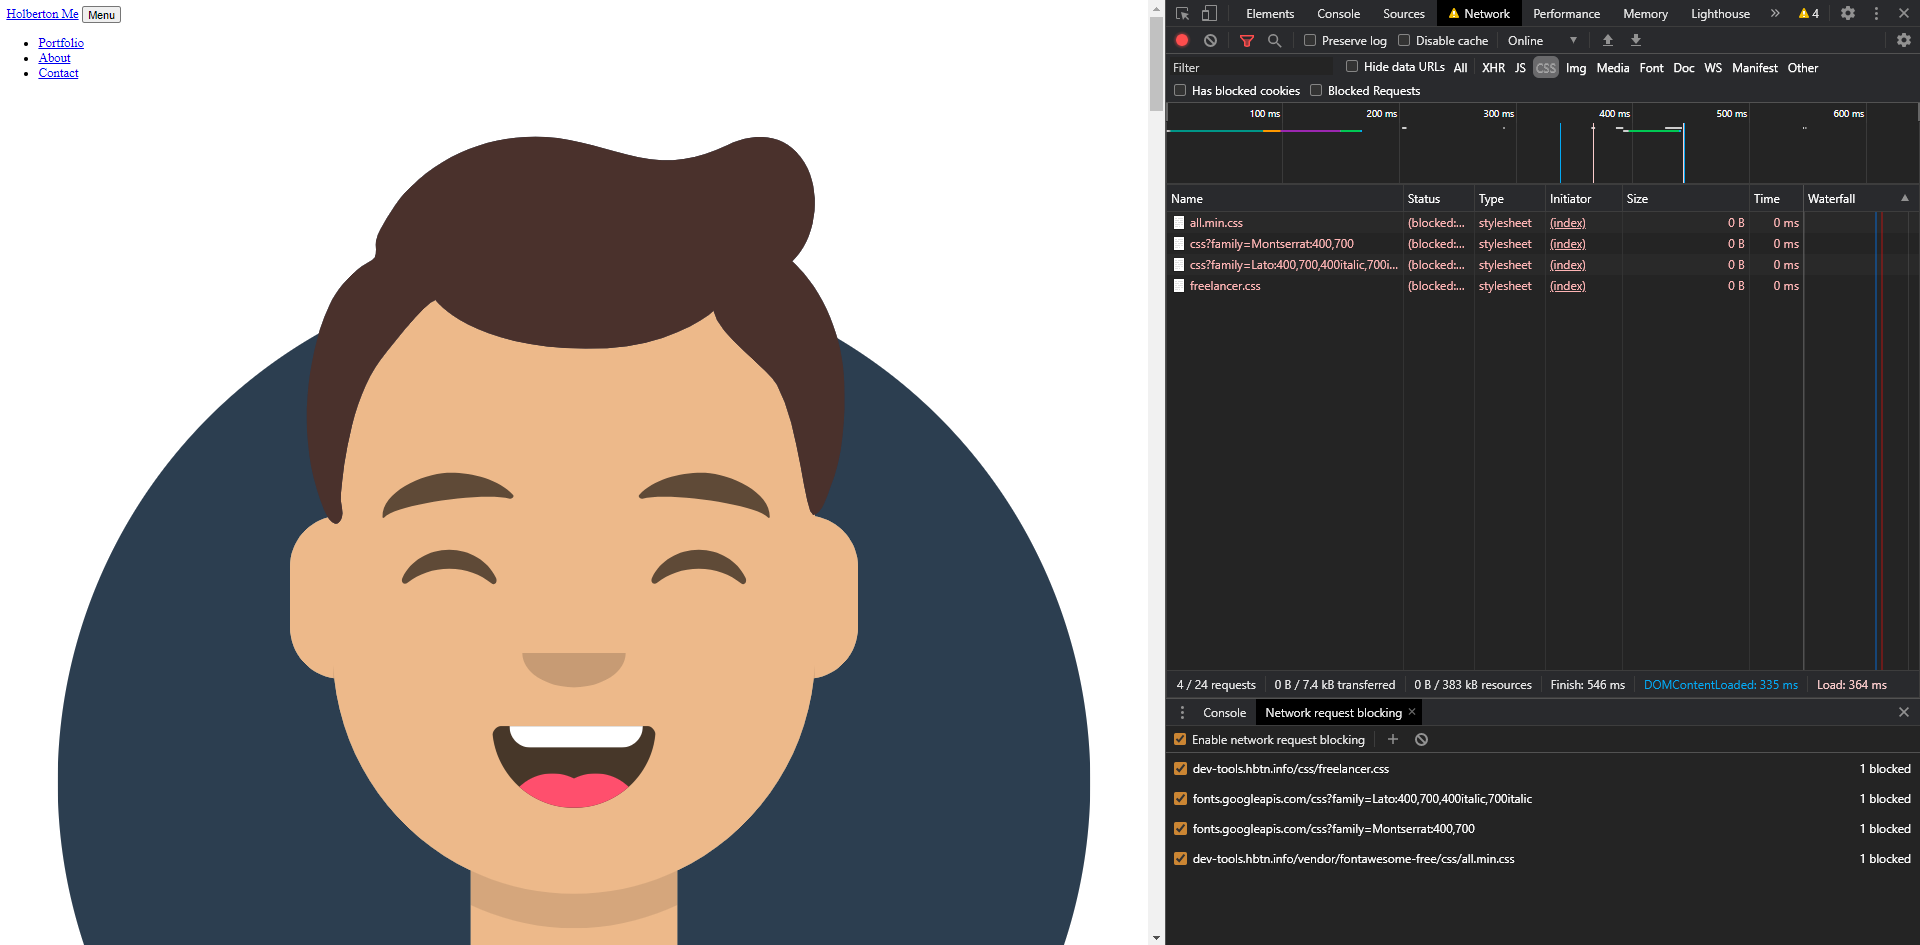 Holberton Me Menu
Portfolio
About
Contact
Elements Console Sources Network Performance Memory Lighthouse 4
Preserve log Disable cache Online
Filter Hide data URLs All XHR JS CSS Img Media Font Doc WS Manifest Other
Has blocked cookies Blocked Requests
100 ms 200 ms 300 ms 400 ms 500 ms 600 ms
Name Status Type Initiator Size Time Waterfall
all.min.css (blocked:... stylesheet (index) 0 B 0 ms
css?family=Montserrat:400,700 (blocked:... stylesheet (index) 0 B 0 ms
css?family=Lato:400,700,400italic,700i... (blocked:... stylesheet (index) 0 B 0 ms
freelancer.css (blocked:... stylesheet (index) 0 B 0 ms
4 / 24 requests 0 B / 7.4 kB transferred 0 B / 383 kB resources Finish: 546 ms DOMContentLoaded: 335 ms Load: 364 ms
Console Network request blocking
Enable network request blocking
dev-tools.hbtn.info/css/freelancer.css 1 blocked
fonts.googleapis.com/css?family=Lato:400,700,400italic,700italic 1 blocked
fonts.googleapis.com/css?family=Montserrat:400,700 1 blocked
dev-tools.hbtn.info/vendor/fontawesome-free/css/all.min.css 1 blocked